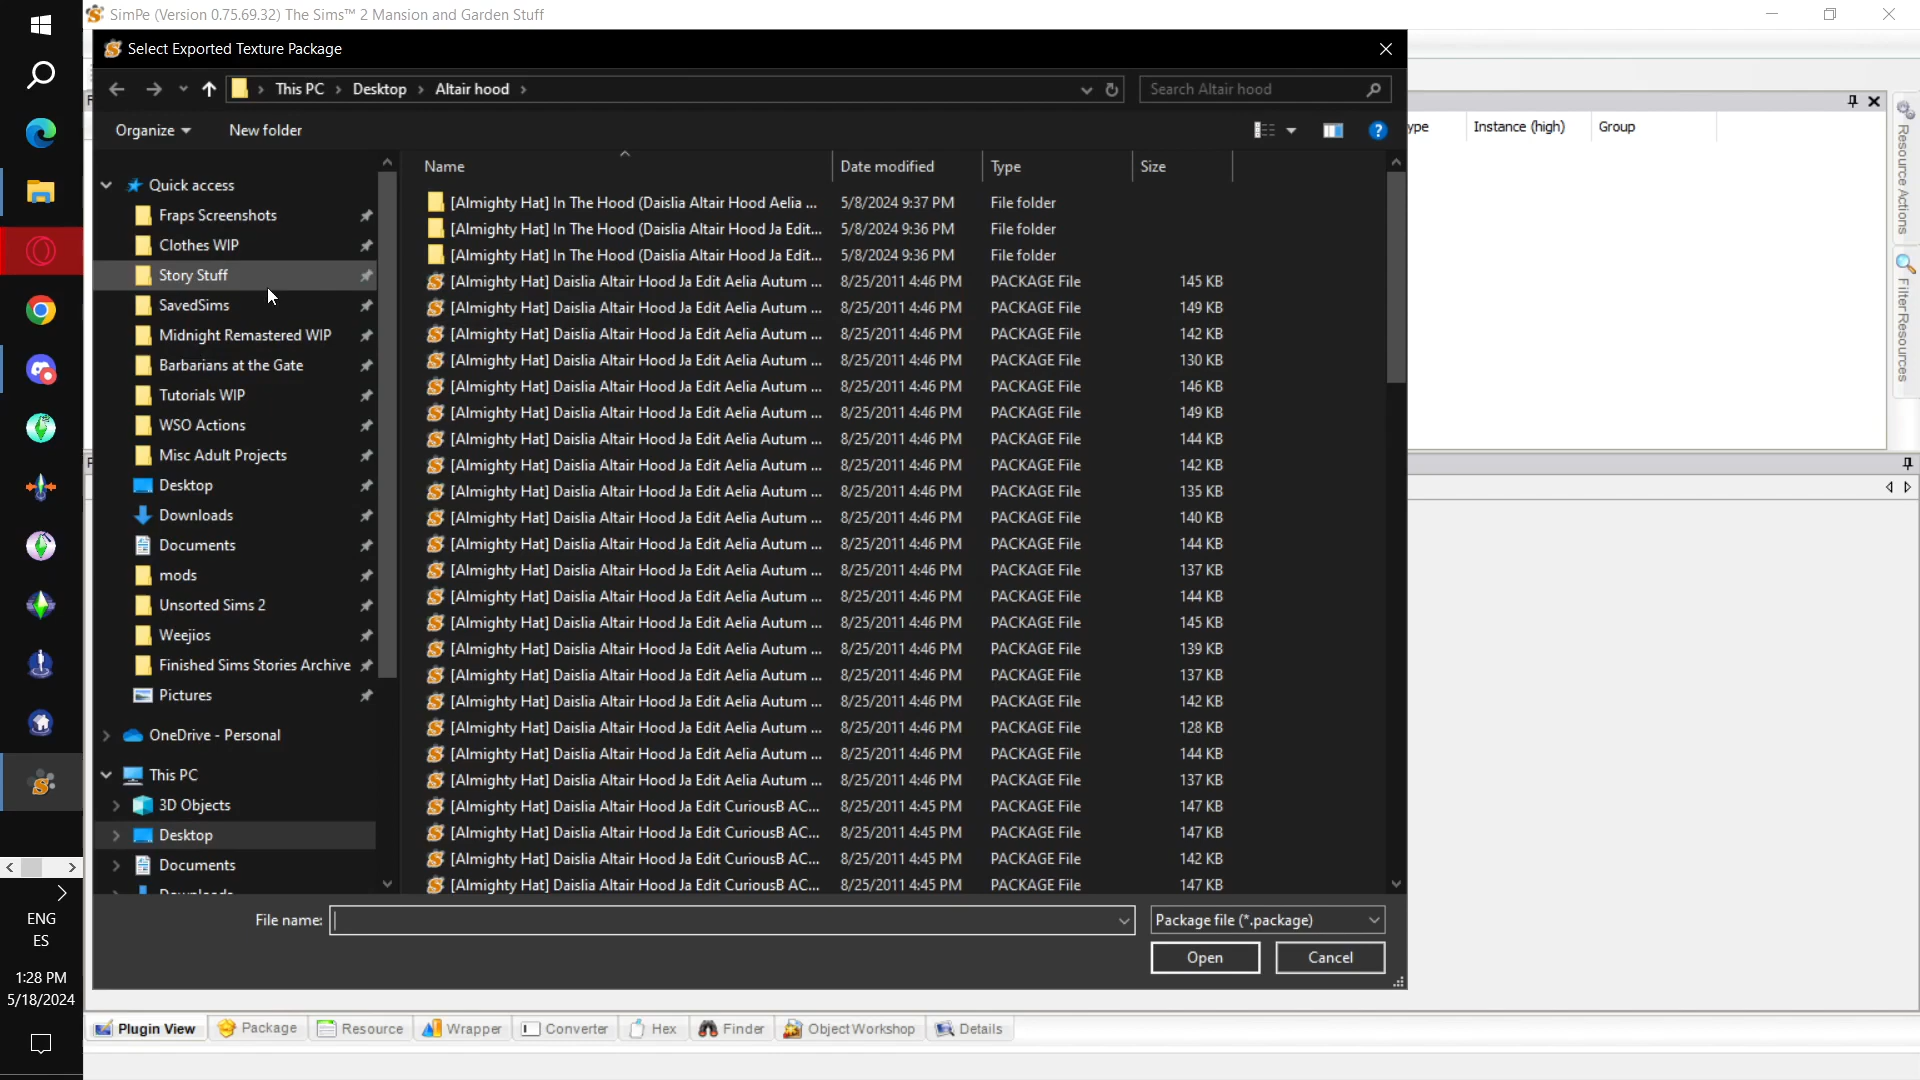 SimPe (Version 0.75.69.32) The Sims™ 2 Mansion and Garden Stuff
Select Exported Texture Package
This PC > Desktop > Altair hood >
Search Altair hood
Organize
New folder
Name
Date modified
Type
Size
[Almighty Hat] In The Hood (Daislia Altair Hood Aelia ... 5/8/2024 9:37 PM File folder
[Almighty Hat] In The Hood (Daislia Altair Hood Ja Edit... 5/8/2024 9:36 PM File folder
[Almighty Hat] In The Hood (Daislia Altair Hood Ja Edit... 5/8/2024 9:36 PM File folder
[Almighty Hat] Daislia Altair Hood Ja Edit Aelia Autum ... 8/25/2011 4:46 PM PACKAGE File 145 KB
[Almighty Hat] Daislia Altair Hood Ja Edit Aelia Autum ... 8/25/2011 4:46 PM PACKAGE File 149 KB
[Almighty Hat] Daislia Altair Hood Ja Edit Aelia Autum ... 8/25/2011 4:46 PM PACKAGE File 142 KB
[Almighty Hat] Daislia Altair Hood Ja Edit Aelia Autum ... 8/25/2011 4:46 PM PACKAGE File 130 KB
[Almighty Hat] Daislia Altair Hood Ja Edit Aelia Autum ... 8/25/2011 4:46 PM PACKAGE File 146 KB
[Almighty Hat] Daislia Altair Hood Ja Edit Aelia Autum ... 8/25/2011 4:46 PM PACKAGE File 149 KB
[Almighty Hat] Daislia Altair Hood Ja Edit Aelia Autum ... 8/25/2011 4:46 PM PACKAGE File 144 KB
[Almighty Hat] Daislia Altair Hood Ja Edit Aelia Autum ... 8/25/2011 4:46 PM PACKAGE File 142 KB
[Almighty Hat] Daislia Altair Hood Ja Edit Aelia Autum ... 8/25/2011 4:46 PM PACKAGE File 135 KB
[Almighty Hat] Daislia Altair Hood Ja Edit Aelia Autum ... 8/25/2011 4:46 PM PACKAGE File 140 KB
[Almighty Hat] Daislia Altair Hood Ja Edit Aelia Autum ... 8/25/2011 4:46 PM PACKAGE File 144 KB
[Almighty Hat] Daislia Altair Hood Ja Edit Aelia Autum ... 8/25/2011 4:46 PM PACKAGE File 137 KB
[Almighty Hat] Daislia Altair Hood Ja Edit Aelia Autum ... 8/25/2011 4:46 PM PACKAGE File 144 KB
[Almighty Hat] Daislia Altair Hood Ja Edit Aelia Autum ... 8/25/2011 4:46 PM PACKAGE File 145 KB
[Almighty Hat] Daislia Altair Hood Ja Edit Aelia Autum ... 8/25/2011 4:46 PM PACKAGE File 139 KB
[Almighty Hat] Daislia Altair Hood Ja Edit Aelia Autum ... 8/25/2011 4:46 PM PACKAGE File 137 KB
[Almighty Hat] Daislia Altair Hood Ja Edit Aelia Autum ... 8/25/2011 4:46 PM PACKAGE File 142 KB
[Almighty Hat] Daislia Altair Hood Ja Edit Aelia Autum ... 8/25/2011 4:46 PM PACKAGE File 128 KB
[Almighty Hat] Daislia Altair Hood Ja Edit Aelia Autum ... 8/25/2011 4:46 PM PACKAGE File 144 KB
[Almighty Hat] Daislia Altair Hood Ja Edit Aelia Autum ... 8/25/2011 4:46 PM PACKAGE File 137 KB
[Almighty Hat] Daislia Altair Hood Ja Edit CuriousB AC... 8/25/2011 4:45 PM PACKAGE File 147 KB
[Almighty Hat] Daislia Altair Hood Ja Edit CuriousB AC... 8/25/2011 4:45 PM PACKAGE File 147 KB
[Almighty Hat] Daislia Altair Hood Ja Edit CuriousB AC... 8/25/2011 4:45 PM PACKAGE File 142 KB
[Almighty Hat] Daislia Altair Hood Ja Edit CuriousB AC... 8/25/2011 4:45 PM PACKAGE File 147 KB
Quick access
Fraps Screenshots
Clothes WIP
Story Stuff
SavedSims
Midnight Remastered WIP
Barbarians at the Gate
Tutorials WIP
WSO Actions
Misc Adult Projects
Desktop
Downloads
Documents
mods
Unsorted Sims 2
Weejios
Finished Sims Stories Archive
Pictures
OneDrive - Personal
This PC
3D Objects
Desktop
Documents
Downloads
File name:
Package file (*.package)
Open
Cancel
ype
Instance (high)
Group
Resource Actions
Filter Resources
Plugin View
Package
Resource
Wrapper
Converter
Hex
Finder
Object Workshop
Details
ENG
ES
1:28 PM
5/18/2024